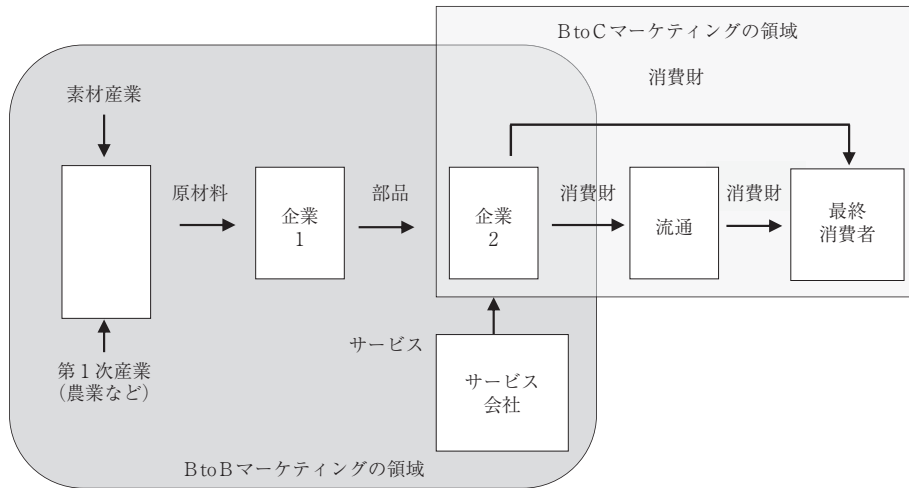 BtoCマーケティングの領域
消費財
素材産業
原材料
企業
1
部品
企業
2
消費財
流通
消費財
最終
消費者
サービス
サービス
会社
第1次産業
(農業など)
BtoBマーケティングの領域